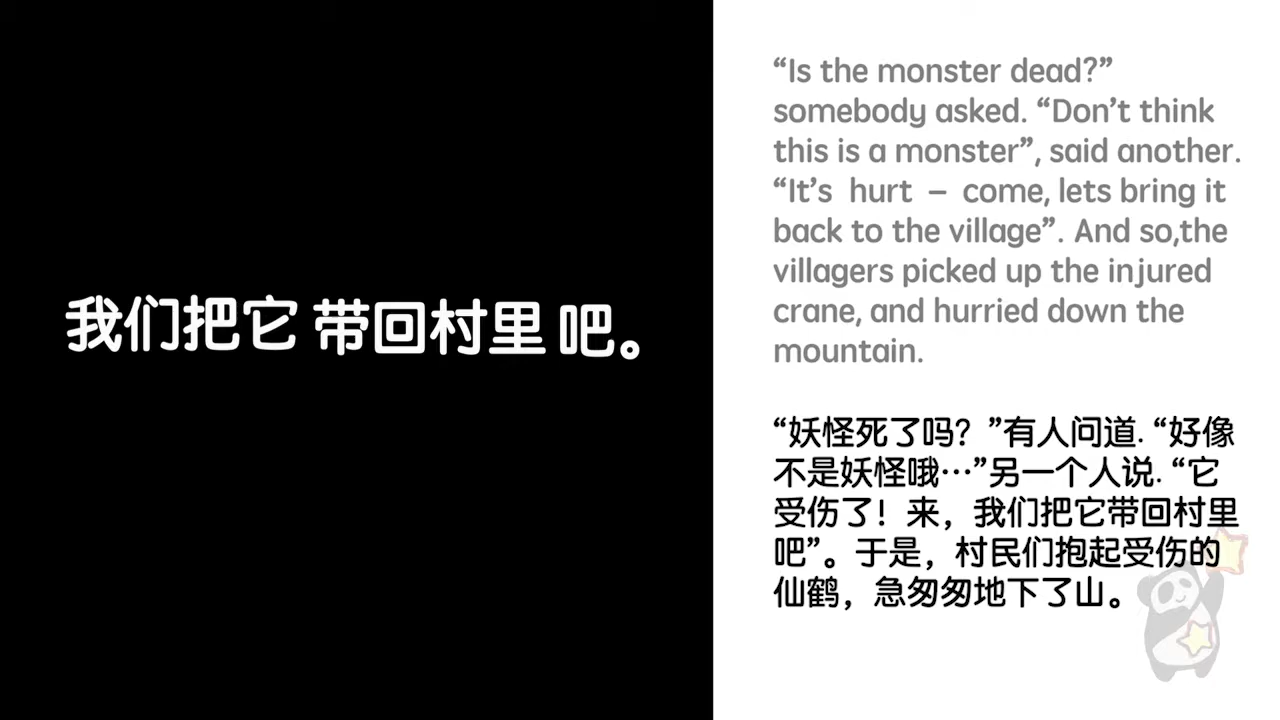 我们把它 带回村里 吧。
“Is the monster dead?”
somebody asked. “Don’t think
this is a monster”, said another.
“It’s  hurt  –  come, lets bring it
back to the village”. And so,the
villagers picked up the injured
crane, and hurried down the
mountain.
“妖怪死了吗？”有人问道. “好像
不是妖怪哦…”另一个人说. “它
受伤了！来，我们把它带回村里
吧”。于是，村民们抱起受伤的
仙鹤，急匆匆地下了山。